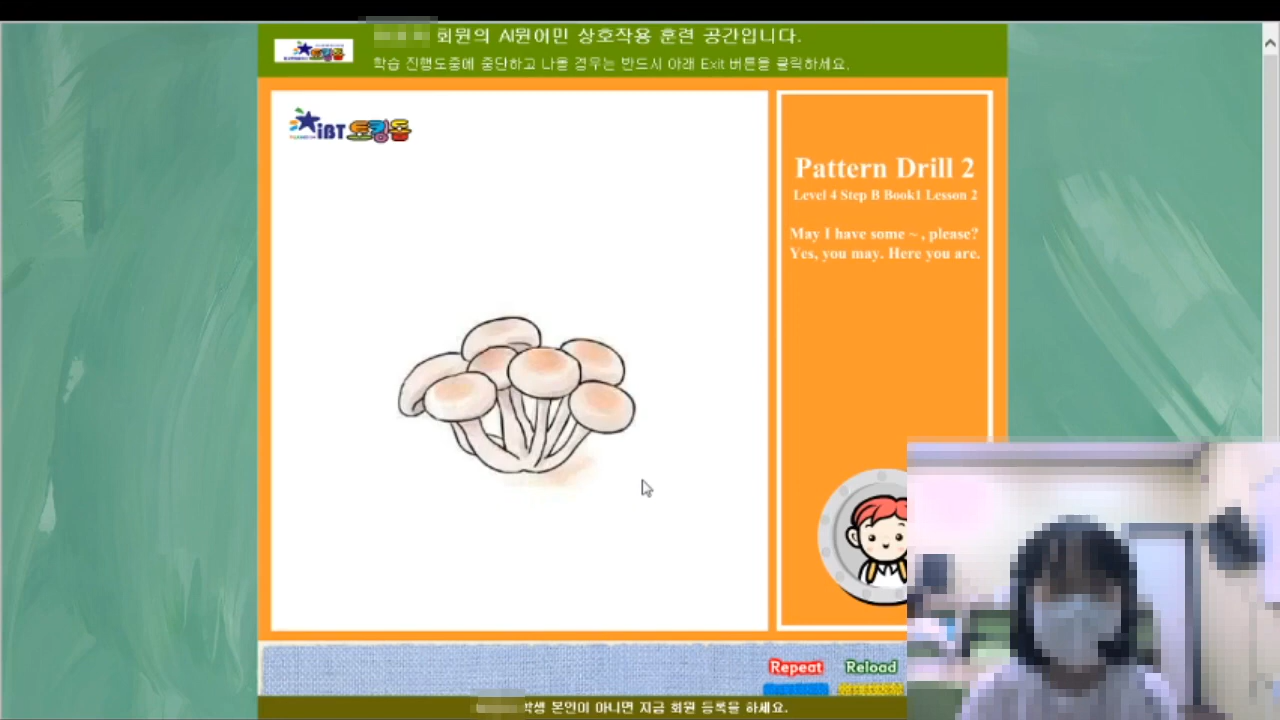 회원의 AI원어민 상호작용 훈련 공간입니다.
학습 진행도중에 중단하고 나올 경우는 반드시 아래 Exit 버튼을 클릭하세요.
iBT 토킹톰
Pattern Drill 2
Level 4 Step B Book1 Lesson 2
May I have some ~ , please?
Yes, you may. Here you are.
Repeat
Reload
학생 본인이 아니면 지금 회원 등록을 하세요.